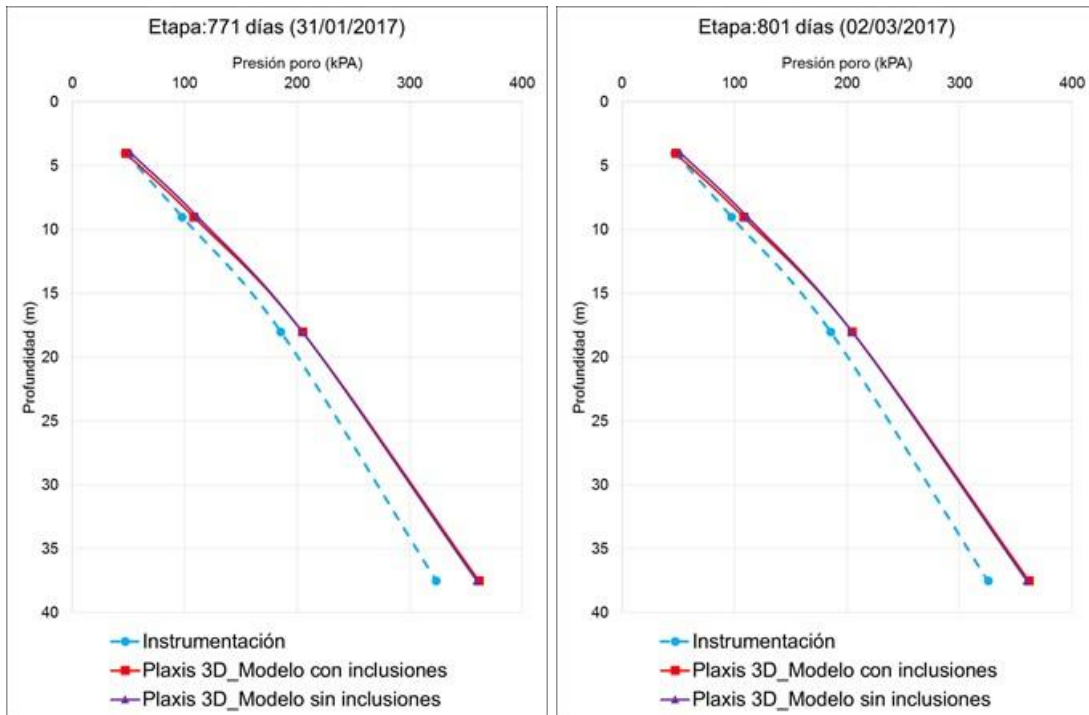 Etapa:771 días (31/01/2017)
Presión poro (kPA)
0 100 200 300 400
0
5
10
15
20
25
30
35
40
Profundidad (m)
Instrumentación
Plaxis 3D_Modelo con inclusiones
Plaxis 3D_Modelo sin inclusiones
Etapa:801 días (02/03/2017)
Presión poro (kPA)
0 100 200 300 400
0
5
10
15
20
25
30
35
40
Profundidad (m)
Instrumentación
Plaxis 3D_Modelo con inclusiones
Plaxis 3D_Modelo sin inclusiones